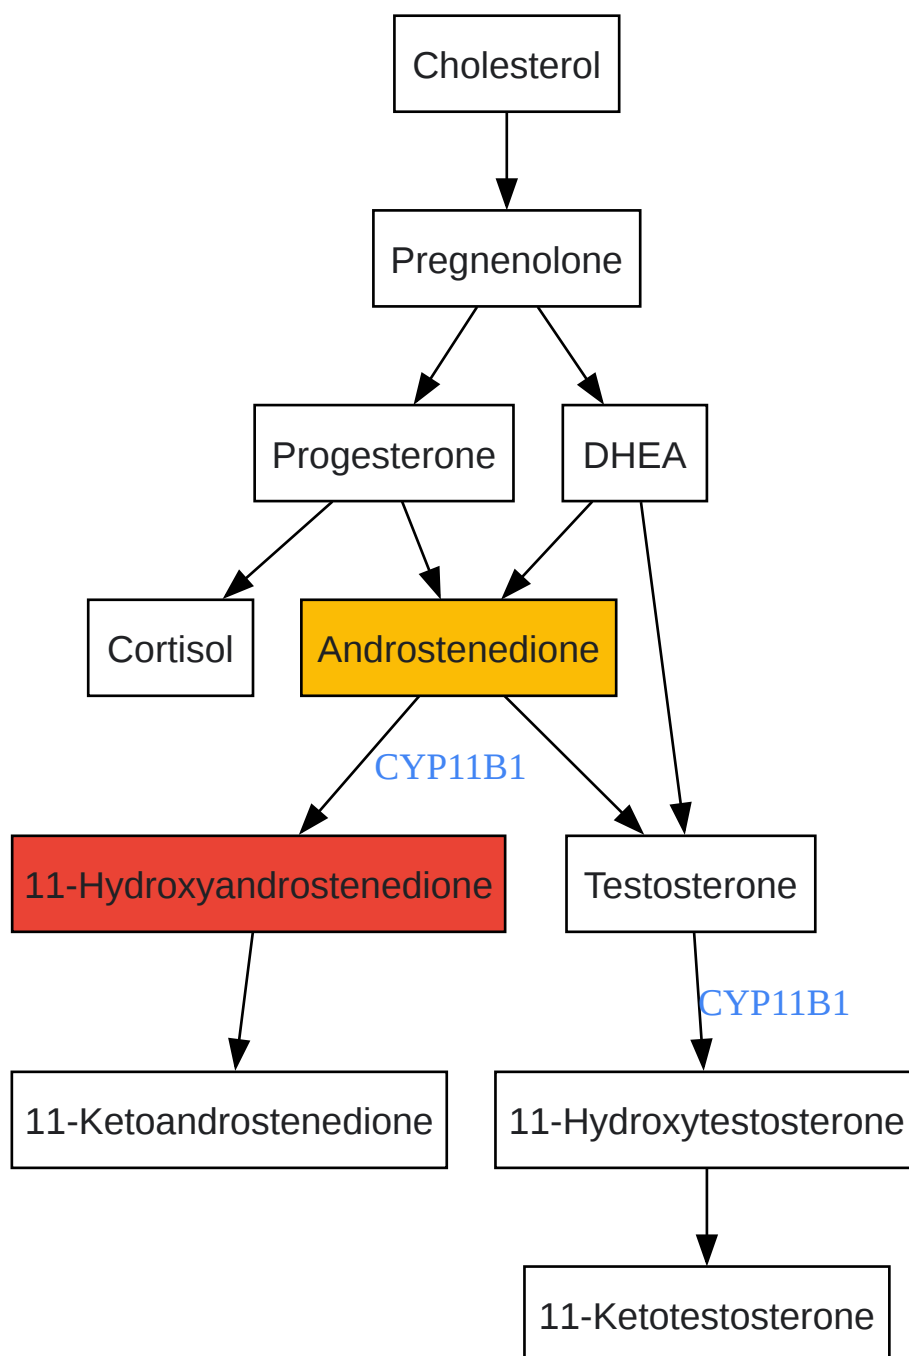 Cholesterol
Pregnenolone
Progesterone
DHEA
Cortisol
Androstenedione
CYP11B1
11-Hydroxyandrostenedione
Testosterone
CYP11B1
11-Ketoandrostenedione
11-Hydroxytestosterone
11-Ketotestosterone